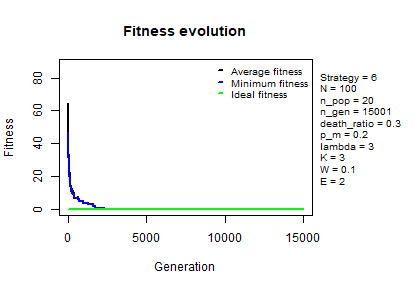 Fitness evolution
Fitness
80
60
40
20
0
Average fitness
Minimum fitness
Ideal fitness
Strategy = 6
N = 100
n_pop = 20
n_gen = 15001
death_ratio = 0.3
p_m = 0.2
lambda = 3
K = 3
W = 0.1
E = 2
0 5000 10000 15000
Generation